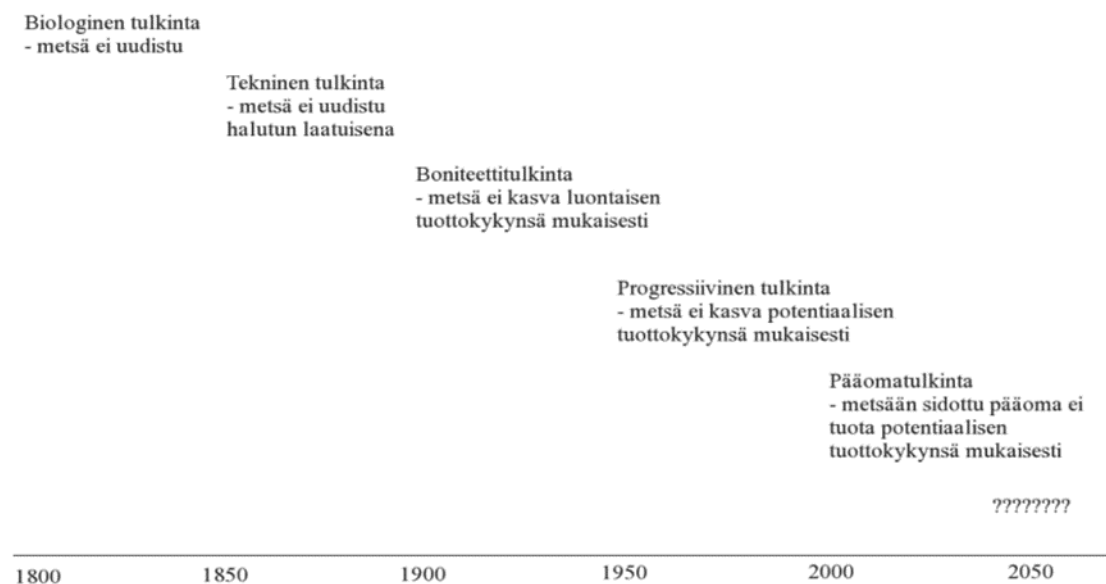 Biologinen tulkinta
- metsä ei uudistu
Tekninen tulkinta
- metsä ei uudistu
halutun laatuisena
Boniteettitulkinta
- metsä ei kasva luontaisen
tuottokykynsä mukaisesti
Progressiivinen tulkinta
- metsä ei kasva potentiaalisen
tuottokykynsä mukaisesti
Pääomatulkinta
- metsään sidottu pääoma ei
tuota potentiaalisen
tuottokykynsä mukaisesti
????????
1800 1850 1900 1950 2000 2050